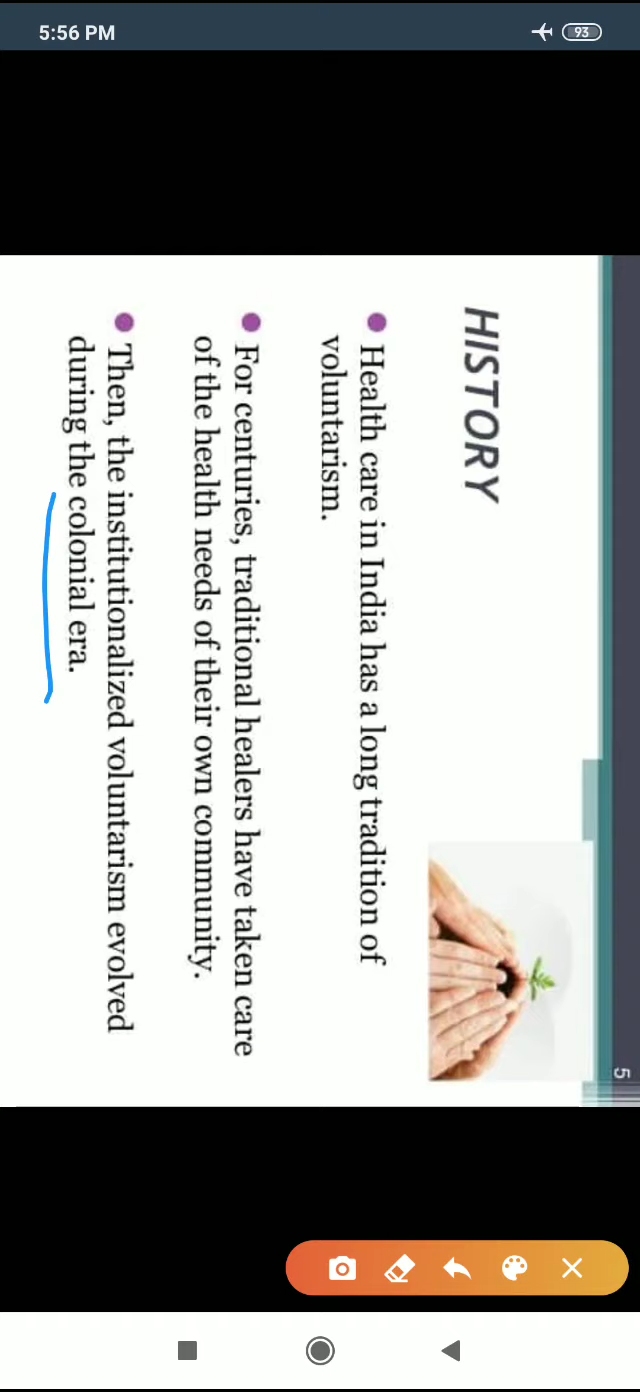 5:56 PM
93
5
HISTORY
Health care in India has a long tradition of
voluntarism.
For centuries, traditional healers have taken care
of the health needs of their own community.
Then, the institutionalized voluntarism evolved
during the colonial era.